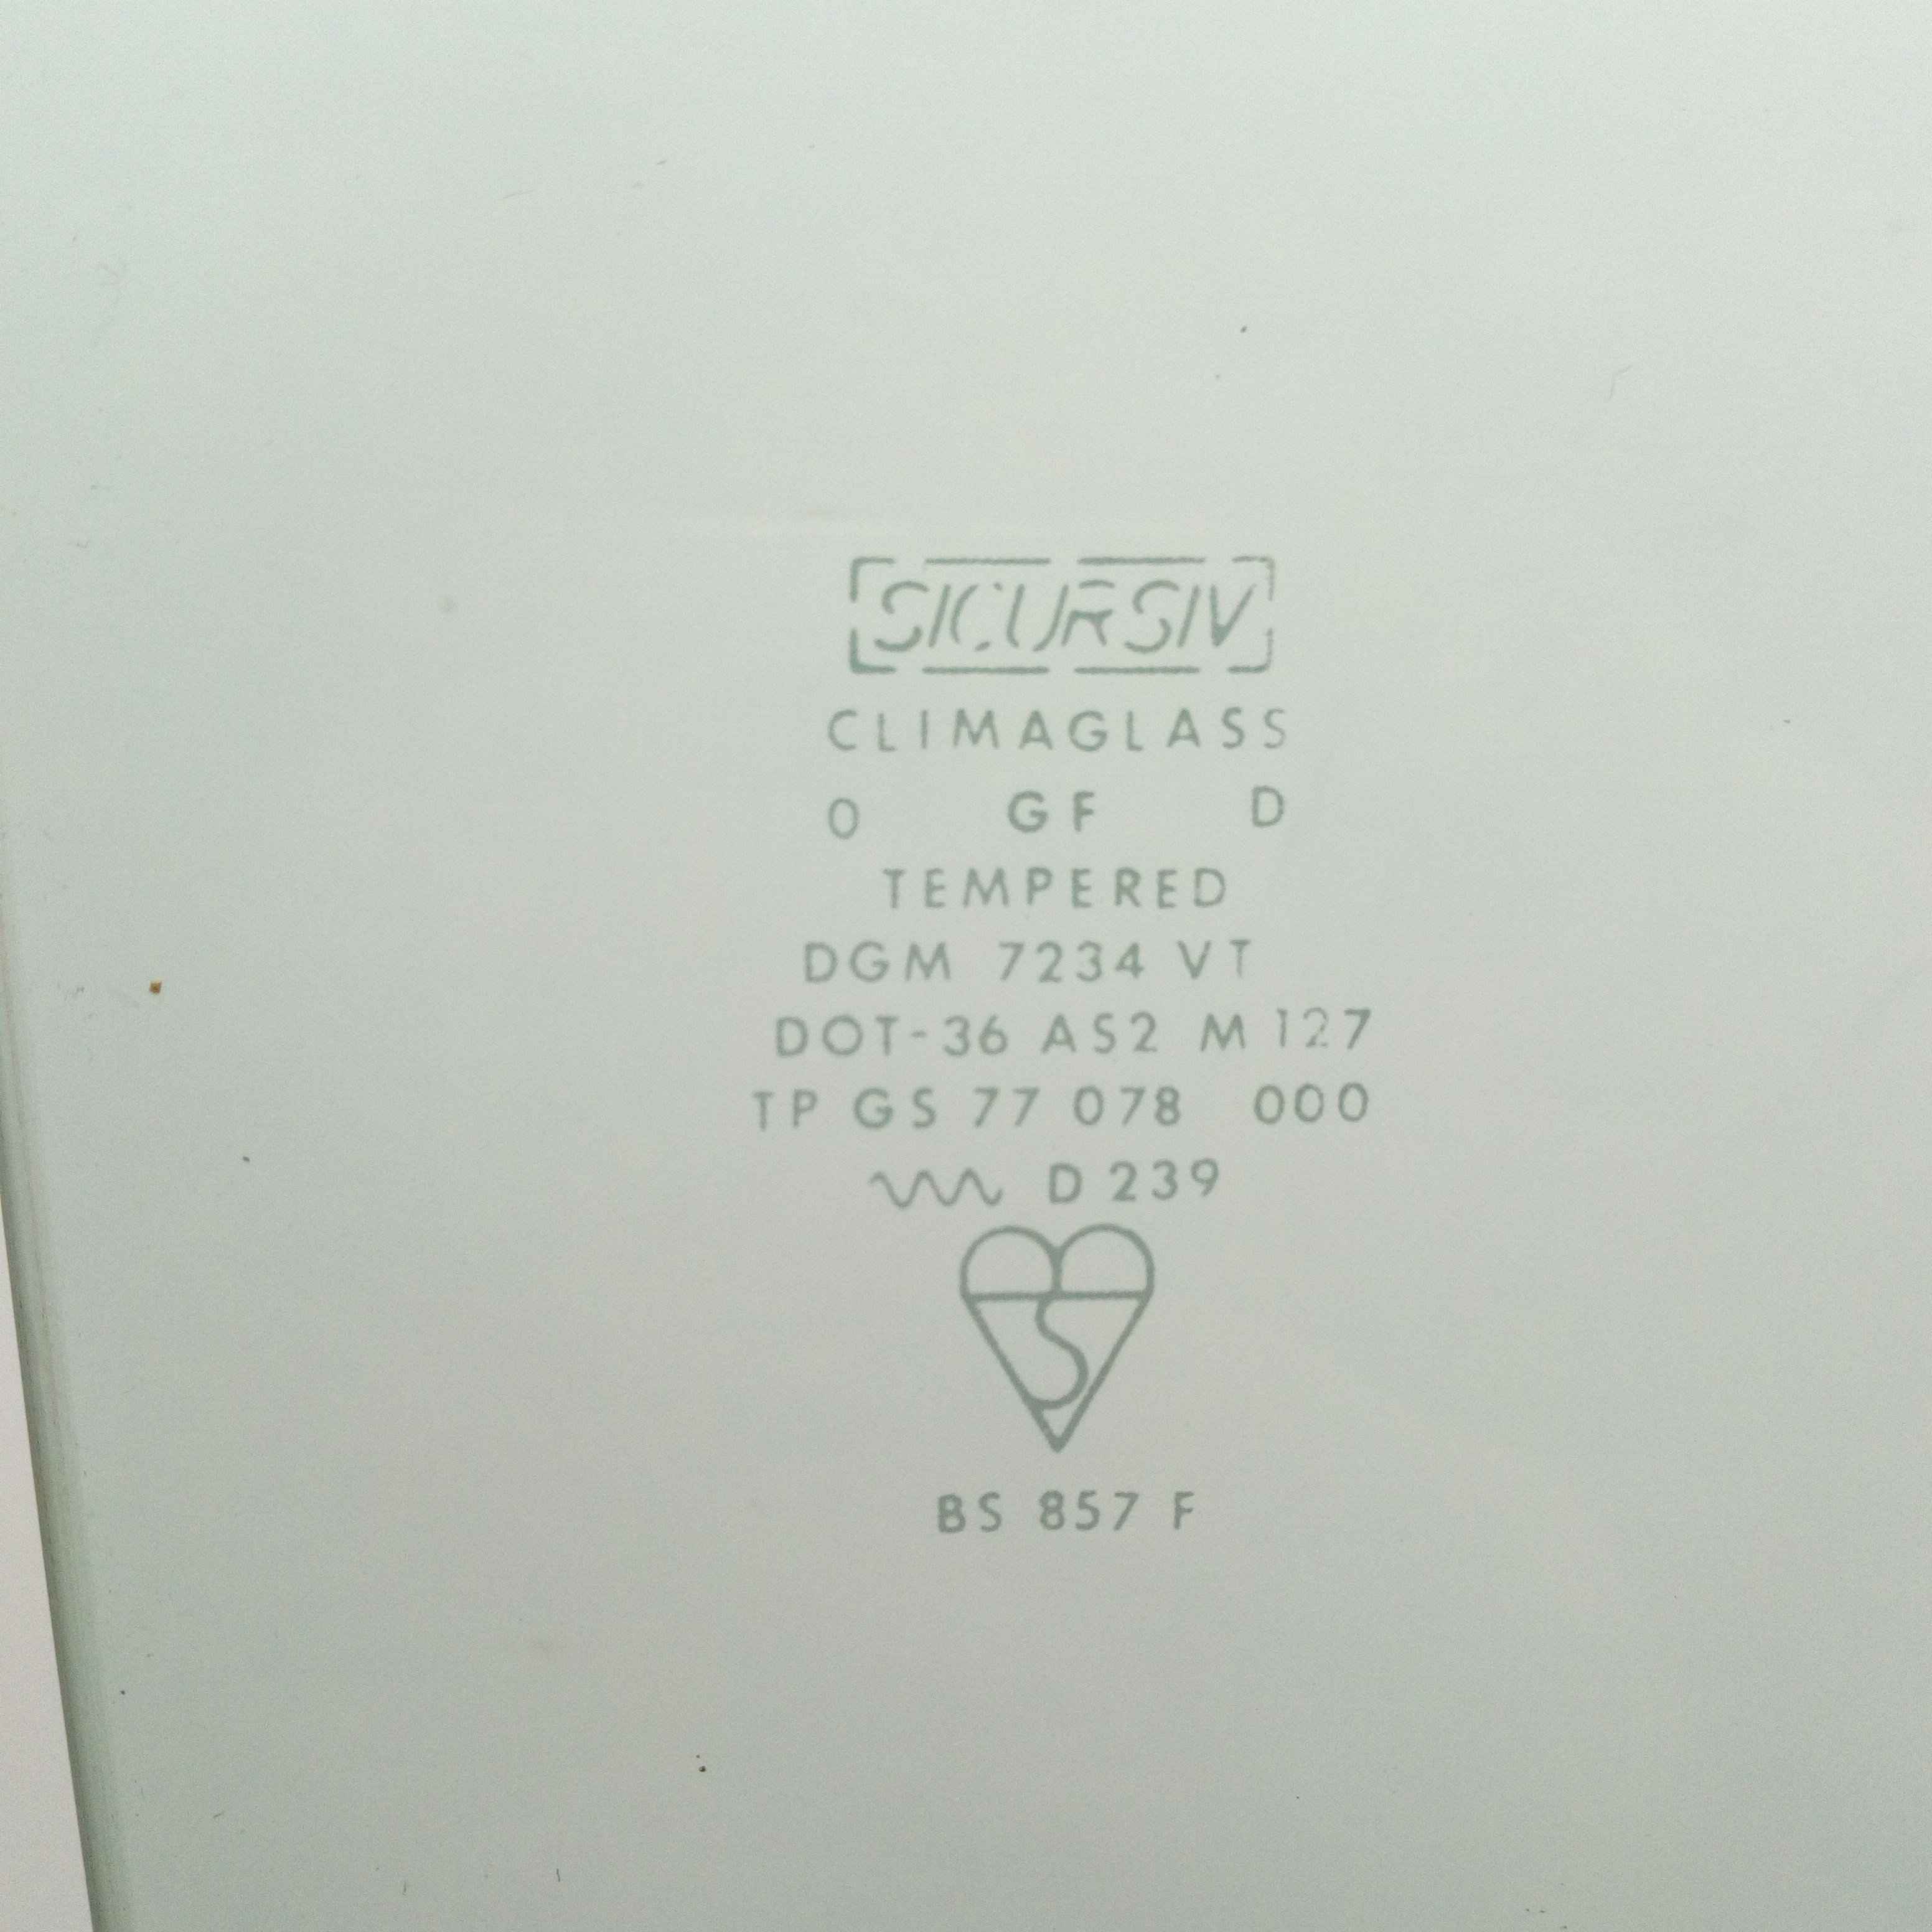 SICURSIV
CLIMAGLASS
0 GF D
TEMPERED
DGM 7234 VT
DOT-36 AS2 M 127
TP GS 77 078 000
D 239
S
BS 857 F